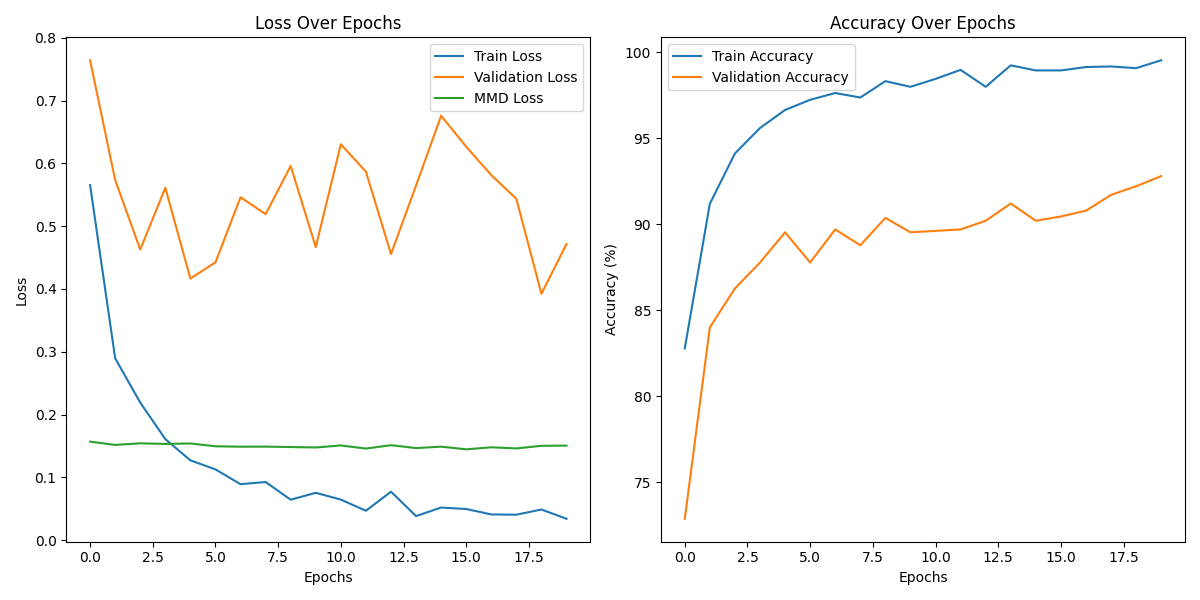 Loss Over Epochs
0.8
0.7
0.6
0.5
0.4
0.3
0.2
0.1
0.0
Loss
Train Loss
Validation Loss
MMD Loss
0.0 2.5 5.0 7.5 10.0 12.5 15.0 17.5
Epochs
Accuracy Over Epochs
100
95
90
85
80
75
Accuracy (%)
Train Accuracy
Validation Accuracy
0.0 2.5 5.0 7.5 10.0 12.5 15.0 17.5
Epochs